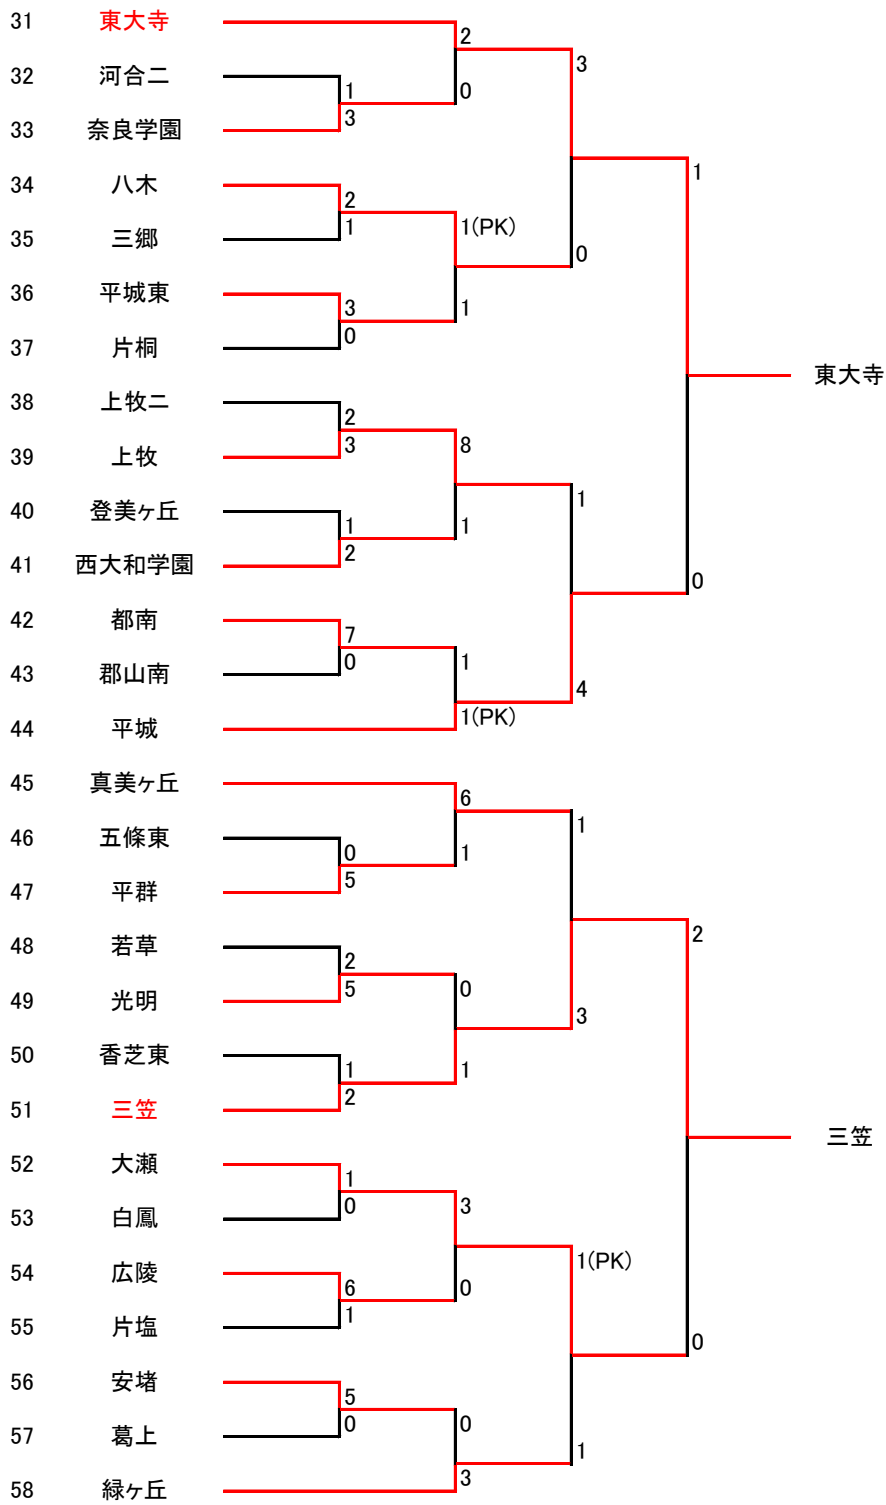 31 東大寺
2
3
32 河合二
1
0
3
33 奈良学園
1
34 八木
2
1(PK)
1
35 三郷
0
36 平城東
3
1
0
37 片桐
東大寺
38 上牧二
2
8
3
39 上牧
1
40 登美ヶ丘
1
1
2
41 西大和学園
0
42 都南
7
1
0
43 郡山南
4
1(PK)
44 平城
45 真美ヶ丘
6
1
46 五條東
0
1
5
47 平群
2
48 若草
2
0
5
49 光明
3
50 香芝東
1
1
2
51 三笠
三笠
52 大瀬
1
3
0
53 白鳳
1(PK)
54 広陵
6
0
1
55 片塩
0
56 安堵
5
0
0
57 葛上
1
3
58 緑ヶ丘